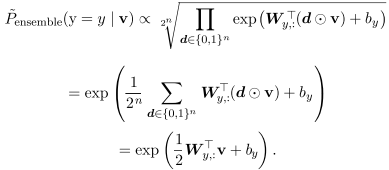 P̃_ensemble(y = y | v) ∝ \sqrt[2^n]{∏_{d∈{0,1}^n} exp(W_{y,:}^⊤(d ⊙ v) + b_y)}
= exp(1/2^n ∑_{d∈{0,1}^n} W_{y,:}^⊤(d ⊙ v) + b_y)
= exp(1/2 W_{y,:}^⊤ v + b_y).